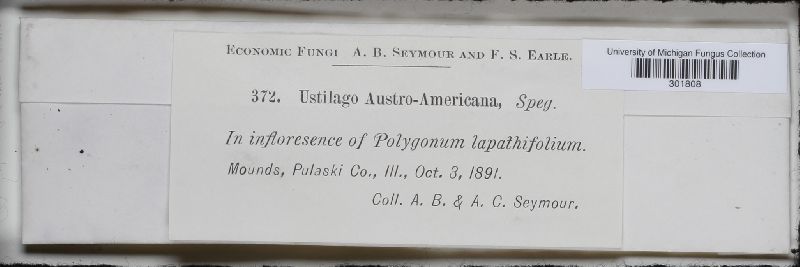 Economic Fungi A. B. Seymour and F. S. Earle.
University of Michigan Fungus Collection
301808
372. Ustilago Austro-Americana, Speg.
In infloresence of Polygonum lapathifolium.
Mounds, Pulaski Co., Ill., Oct. 3, 1891.
Coll. A. B. & A. C. Seymour.